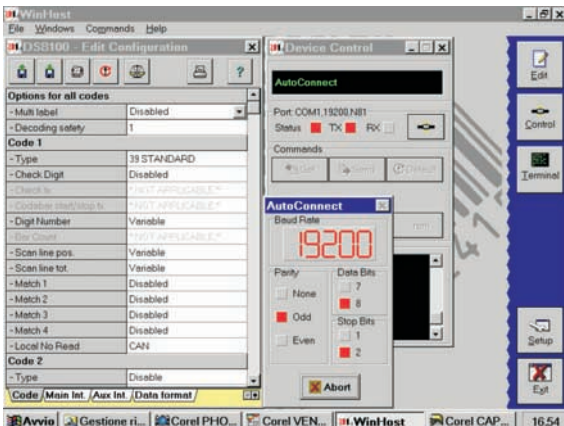 WinHost
File Windows Commands Help
DS8100 - Edit Configuration
?
Options for all codes
- Multi label Disabled
- Decoding safety 1
Code 1
- Type 39 STANDARD
- Check Digit Disabled
- Check tx *NOT APPLICABLE*
- Codabar start/stop tx *NOT APPLICABLE*
- Digit Number Variable
- Bar Count *NOT APPLICABLE*
- Scan line pos. Variable
- Scan line tot. Variable
- Match 1 Disabled
- Match 2 Disabled
- Match 3 Disabled
- Match 4 Disabled
- Local No Read CAN
Code 2
- Type Disable
Code Main Int. Aux Int. Data format
Device Control
AutoConnect
Port: COM1,19200,N81
Status TX RX
Commands
Get Send Default
AutoConnect
Baud Rate
19200
Parity
None
Odd
Even
Data Bits
7
8
Stop Bits
1
2
Abort
Edit
Control
Terminal
Setup
Exit
Avvio Gestione ri... Corel PHO... Corel VEN... WinHost Corel CAP... 16.54